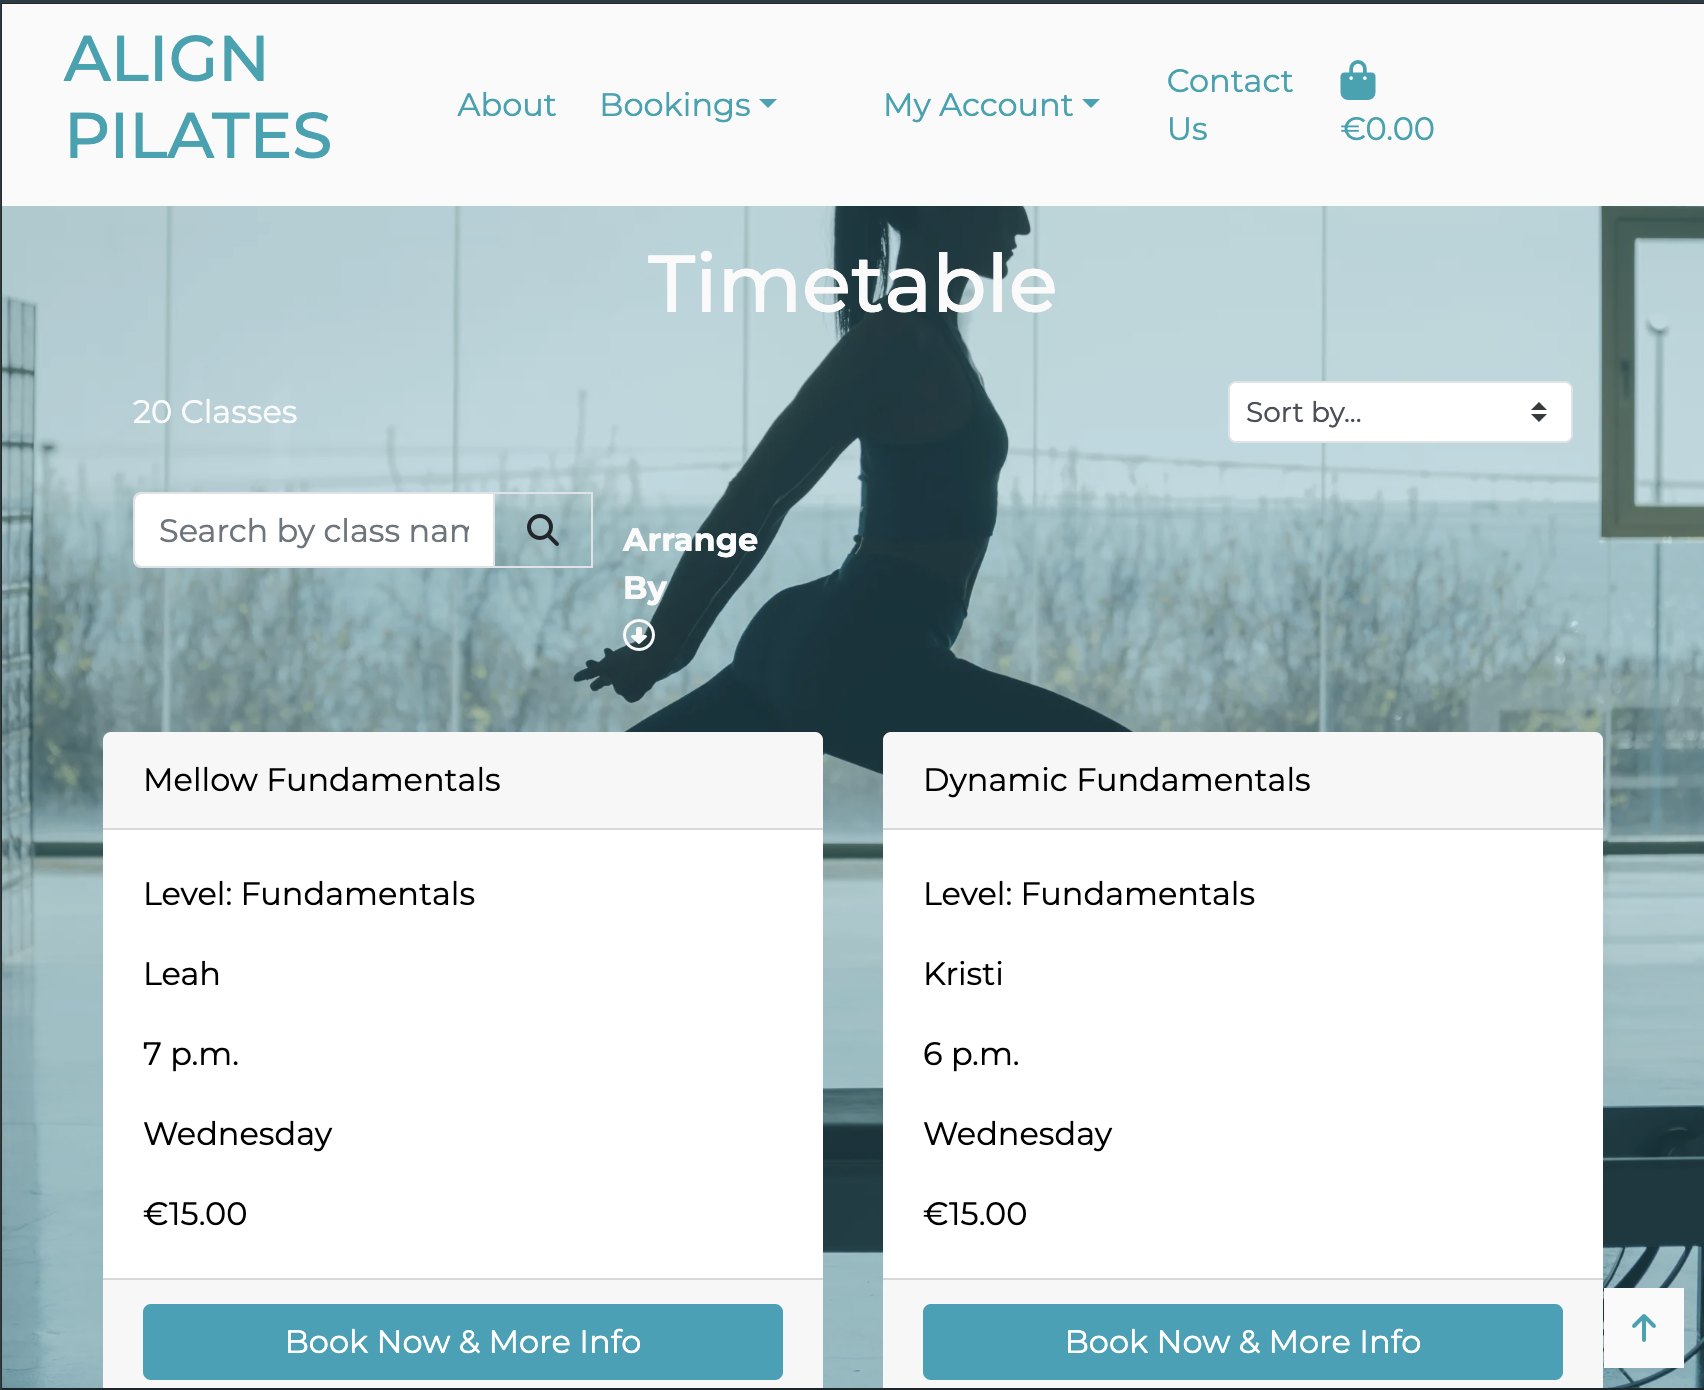 ALIGN
PILATES
About
Bookings
My Account
Contact
Us
€0.00
Timetable
20 Classes
Sort by...
Search by class nam
Arrange
By
Mellow Fundamentals
Level: Fundamentals
Leah
7 p.m.
Wednesday
€15.00
Book Now & More Info
Dynamic Fundamentals
Level: Fundamentals
Kristi
6 p.m.
Wednesday
€15.00
Book Now & More Info